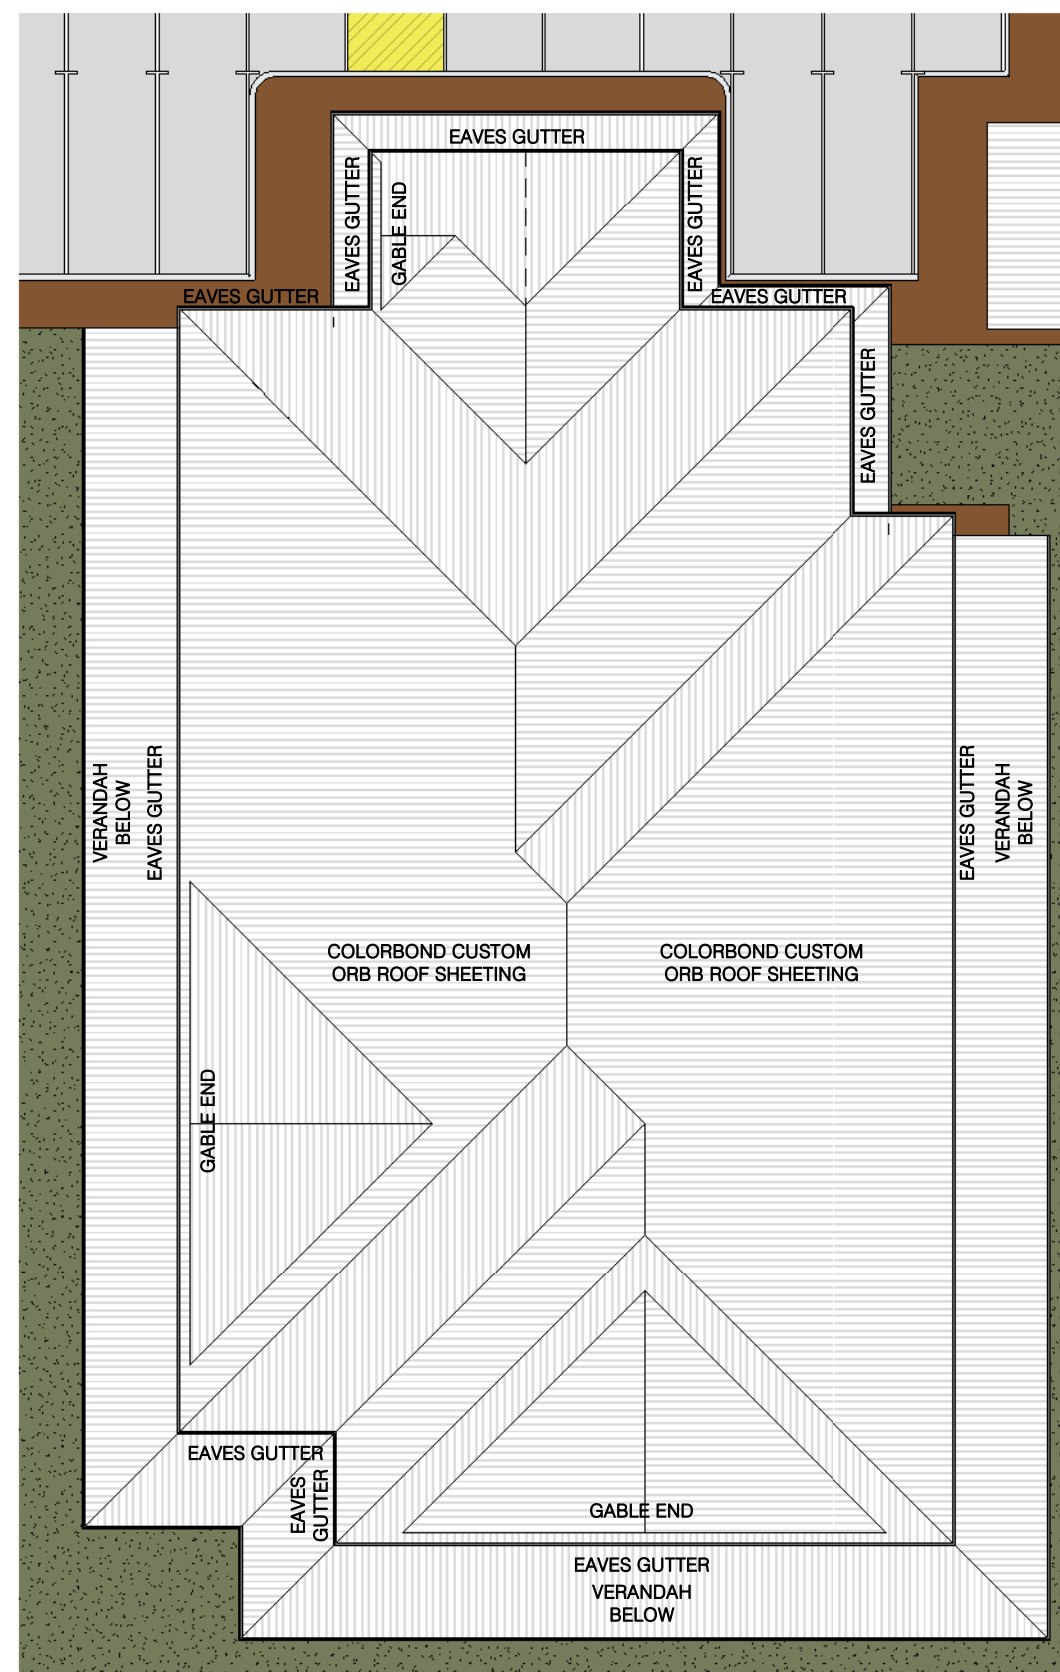 EAVES GUTTER
EAVES GUTTER
GABLE END
EAVES GUTTER
EAVES GUTTER
EAVES GUTTER
EAVES GUTTER
VERANDAH
BELOW
EAVES GUTTER
EAVES GUTTER
VERANDAH
BELOW
COLORBOND CUSTOM
ORB ROOF SHEETING
COLORBOND CUSTOM
ORB ROOF SHEETING
GABLE END
EAVES GUTTER
EAVES
GUTTER
GABLE END
EAVES GUTTER
VERANDAH
BELOW